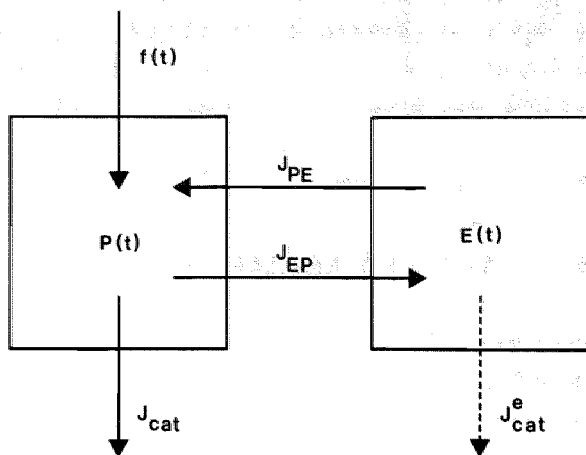 f(t)
J_PE
P(t)
E(t)
J_EP
J_cat
J^e_cat